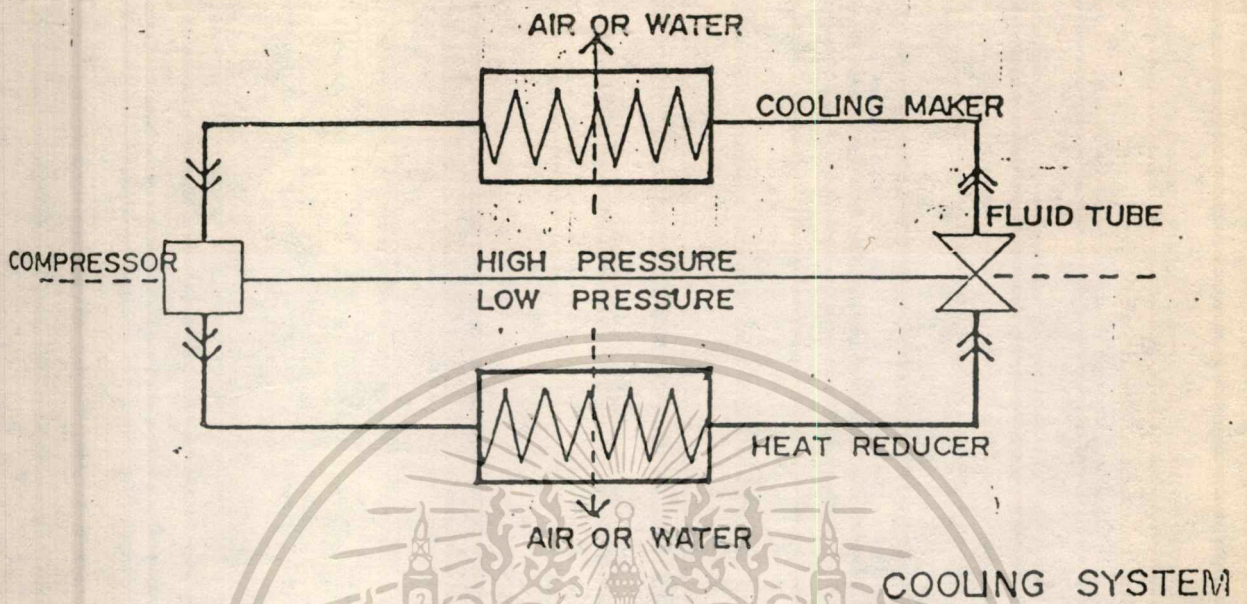 AIR OR WATER
COOLING MAKER
FLUID TUBE
COMPRESSOR
HIGH PRESSURE
LOW PRESSURE
HEAT REDUCER
AIR OR WATER
COOLING SYSTEM